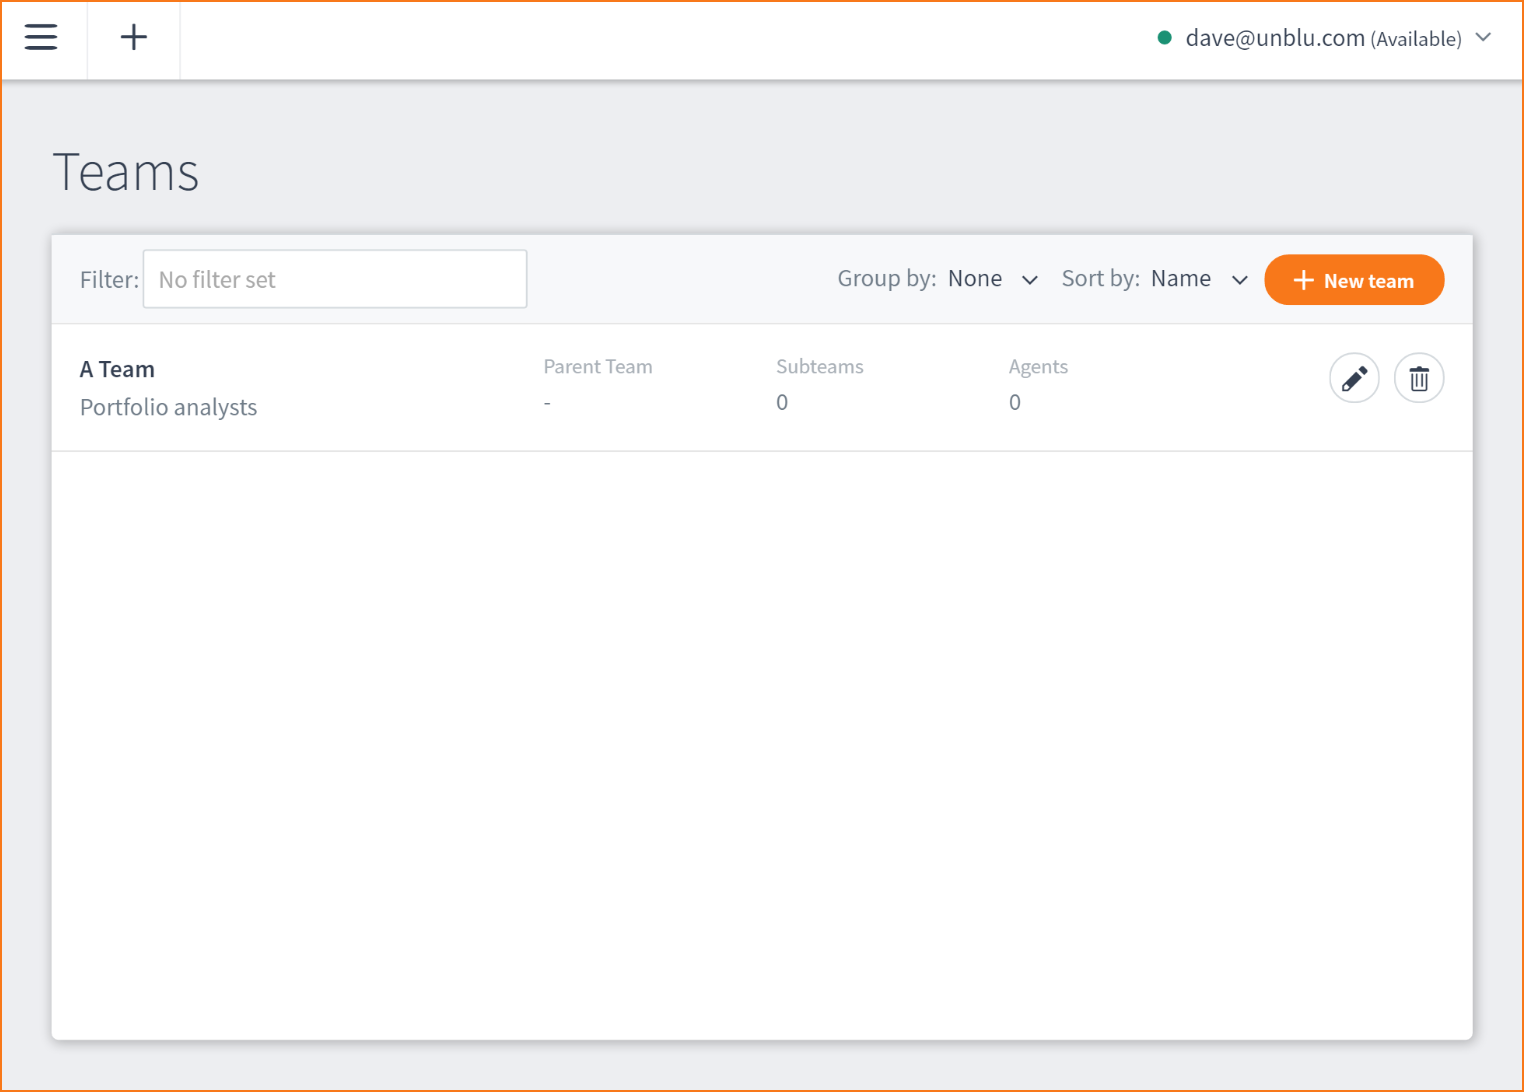 dave@unblu.com (Available)
Teams
Filter: No filter set Group by: None Sort by: Name New team
A Team Parent Team Subteams Agents
Portfolio analysts - 0 0